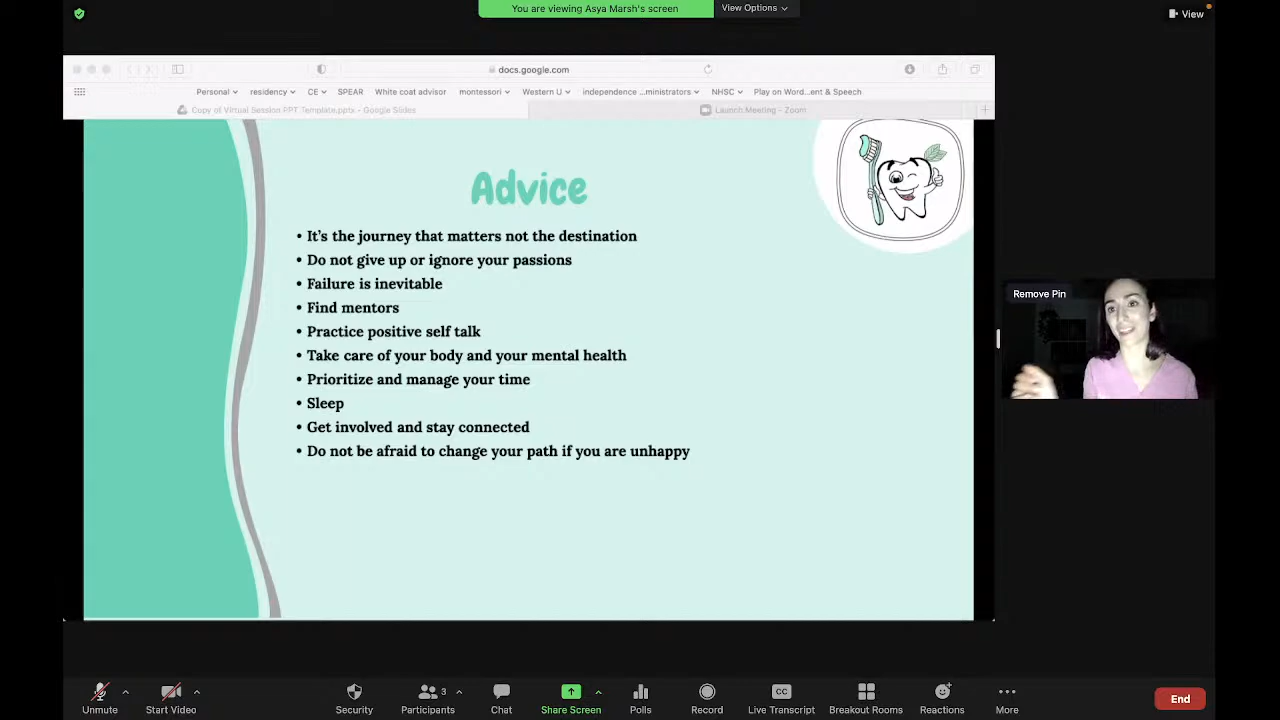 You are viewing Asya Marsh's screen
View Options
View
docs.google.com
Personal
residency
CE
SPEAR
White coat advisor
montessori
Western U
independence ...ministrators
NHSC
Play on Word...ent & Speech
Copy of Virtual Session PPT Template.pptx - Google Slides
Launch Meeting - Zoom
Advice
• It's the journey that matters not the destination
• Do not give up or ignore your passions
• Failure is inevitable
• Find mentors
• Practice positive self talk
• Take care of your body and your mental health
• Prioritize and manage your time
• Sleep
• Get involved and stay connected
• Do not be afraid to change your path if you are unhappy
Remove Pin
Unmute
Start Video
Security
3
Participants
Chat
Share Screen
Polls
Record
CC
Live Transcript
Breakout Rooms
Reactions
More
End